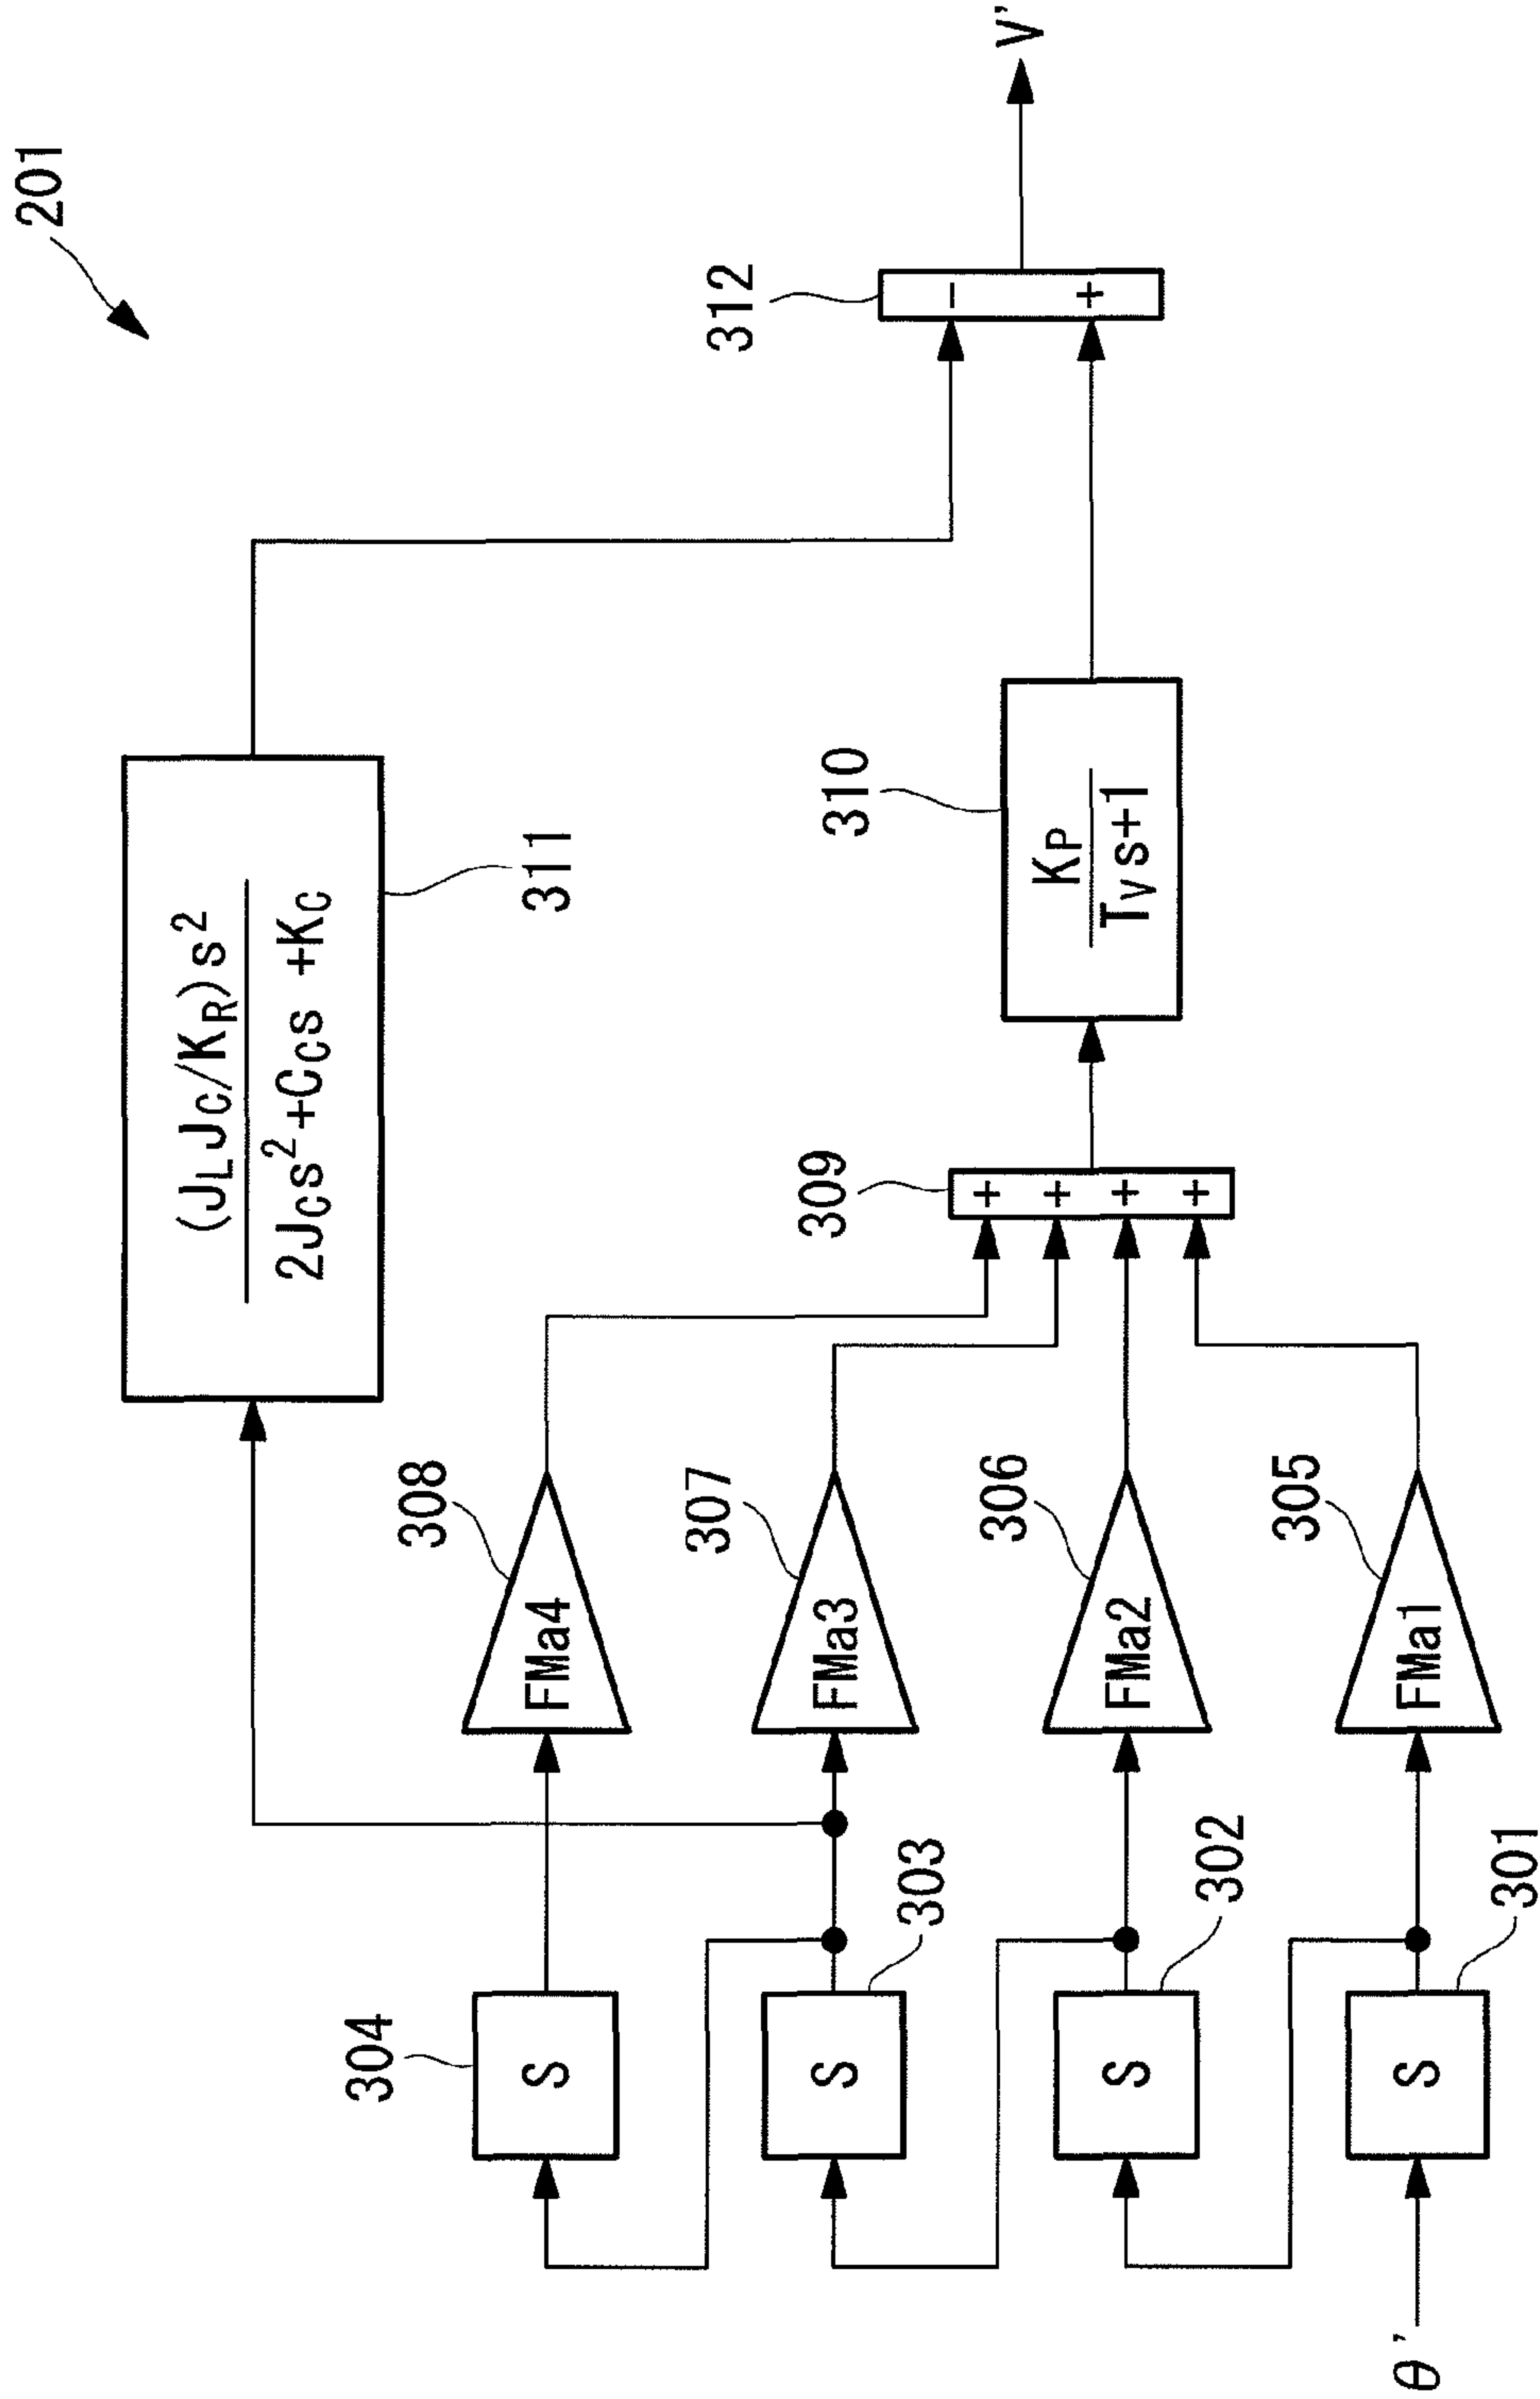 201
(JLJC/KR)s²
2JCs²+CCs +KC
311
312
−
+
V'
304
S
308
FMa4
303
S
307
FMa3
309
+
+
+
+
310
KP
TVs+1
302
S
306
FMa2
θ'
301
S
305
FMa1